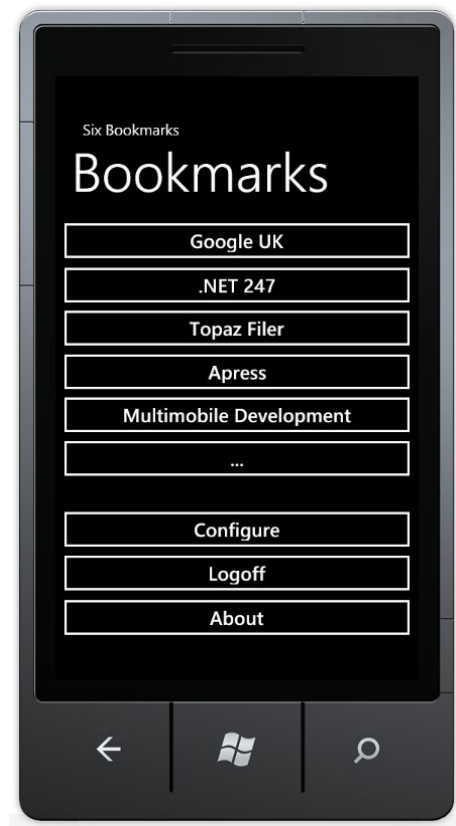 Six Bookmarks
Bookmarks
Google UK
.NET 247
Topaz Filer
Apress
Multimobile Development
...
Configure
Logoff
About